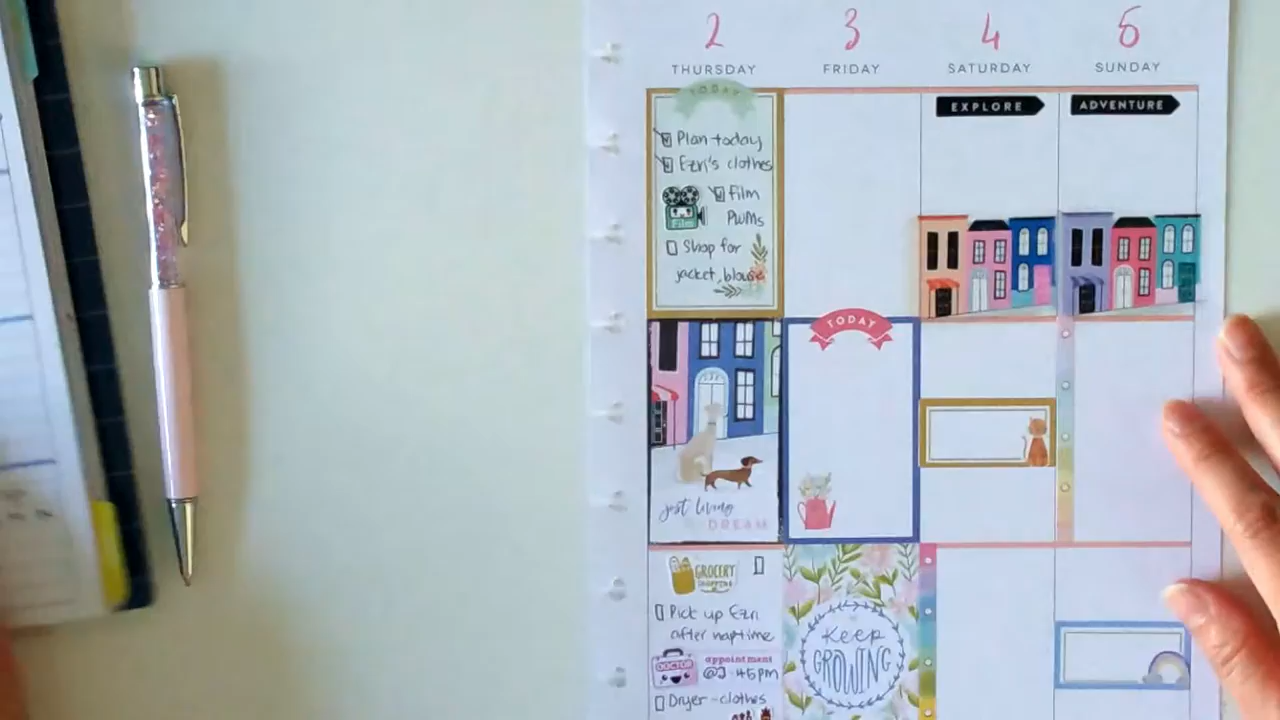 2 3 4 5
THURSDAY FRIDAY SATURDAY SUNDAY
TODAY
EXPLORE
ADVENTURE
Plan today
Ezri's clothes
Film
PWMs
Film
Shop for
jacket, blouse
TODAY
just living
DREAM
GROCERY
SHOPPING
Pick up Ezri
after naptime
DOCTOR
appointment
@3:45pm
Dryer-clothes
Keep
GROWING